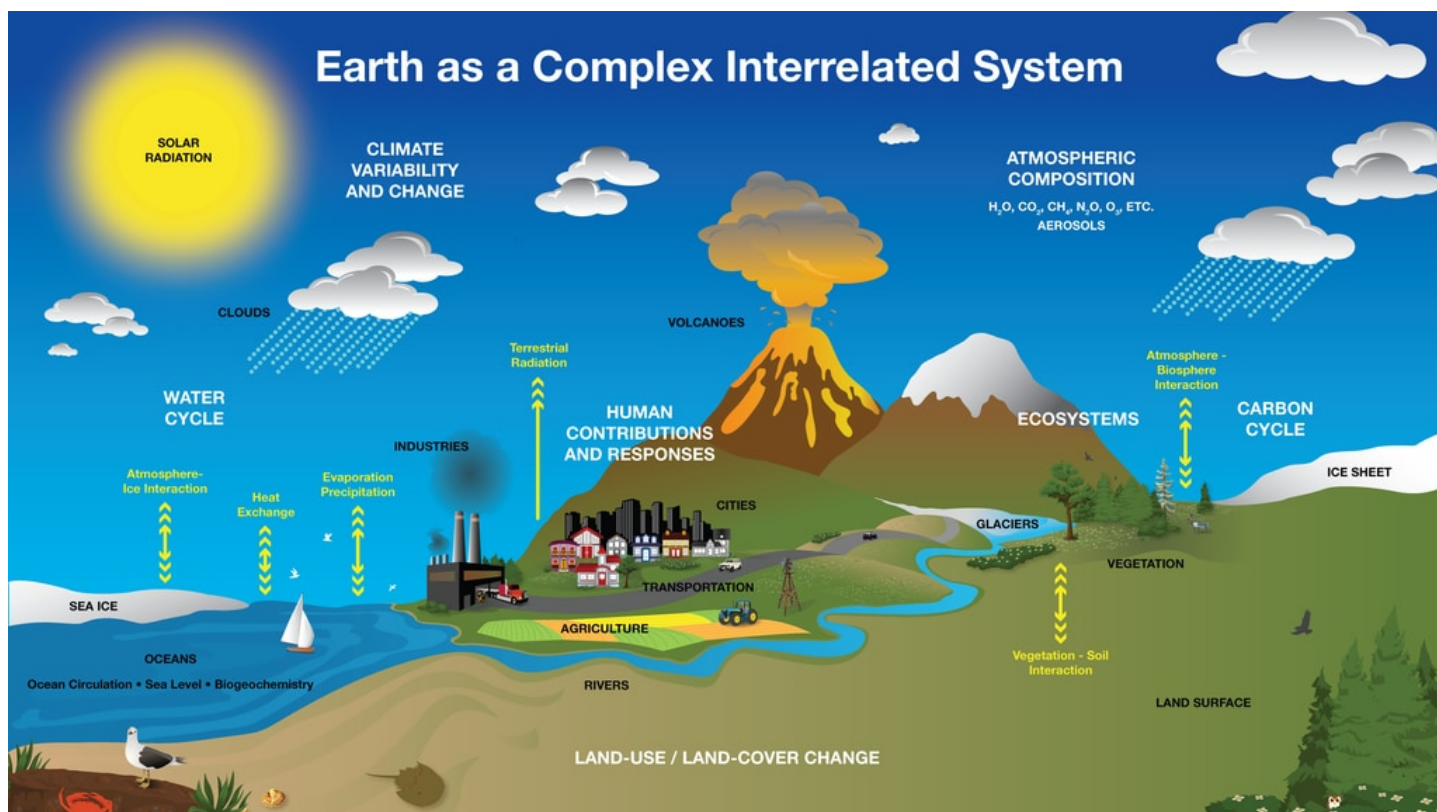 Earth as a Complex Interrelated System
SOLAR
RADIATION
CLIMATE
VARIABILITY
AND CHANGE
ATMOSPHERIC
COMPOSITION
H₂O, CO₂, CH₄, N₂O, O₃, ETC.
AEROSOLS
CLOUDS
VOLCANOES
Terrestrial
Radiation
Atmosphere -
Biosphere
Interaction
WATER
CYCLE
HUMAN
CONTRIBUTIONS
AND RESPONSES
ECOSYSTEMS
CARBON
CYCLE
INDUSTRIES
Atmosphere-
Ice Interaction
Heat
Exchange
Evaporation
Precipitation
ICE SHEET
CITIES
GLACIERS
VEGETATION
TRANSPORTATION
SEA ICE
AGRICULTURE
OCEANS
Ocean Circulation • Sea Level • Biogeochemistry
RIVERS
Vegetation - Soil
Interaction
LAND SURFACE
LAND-USE / LAND-COVER CHANGE